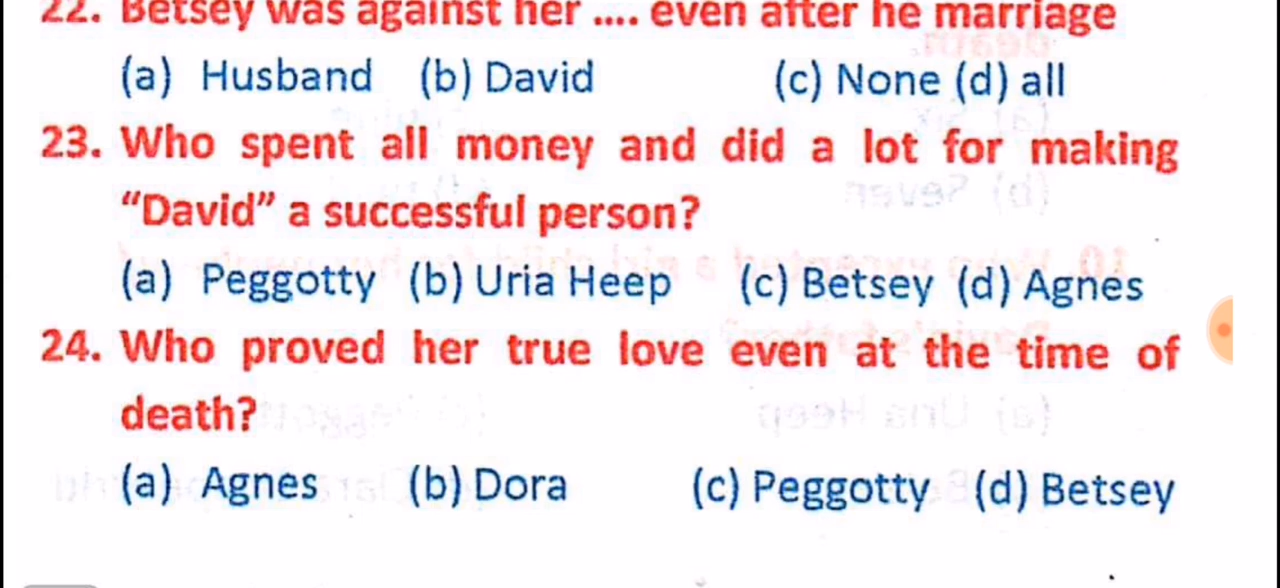 22. Betsey was against her .... even after he marriage
(a) Husband (b) David (c) None (d) all
23. Who spent all money and did a lot for making
“David” a successful person?
(a) Peggotty (b) Uria Heep (c) Betsey (d) Agnes
24. Who proved her true love even at the time of
death?
(a) Agnes (b) Dora (c) Peggotty (d) Betsey